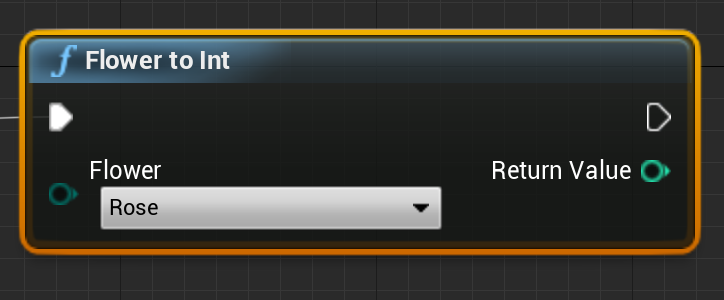 Flower to Int
Flower
Return Value
Rose